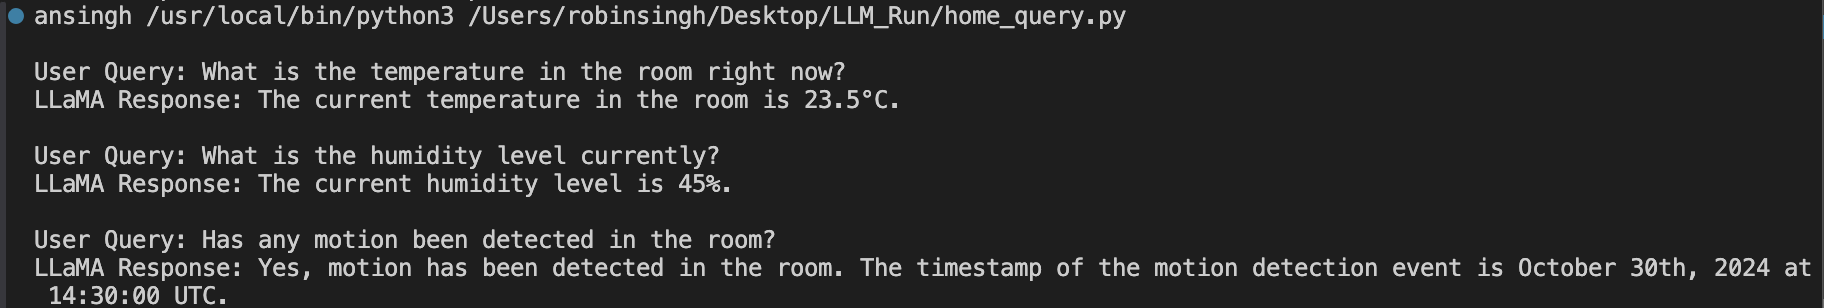 ansingh /usr/local/bin/python3 /Users/robinsingh/Desktop/LLM_Run/home_query.py
User Query: What is the temperature in the room right now?
LLaMA Response: The current temperature in the room is 23.5°C.
User Query: What is the humidity level currently?
LLaMA Response: The current humidity level is 45%.
User Query: Has any motion been detected in the room?
LLaMA Response: Yes, motion has been detected in the room. The timestamp of the motion detection event is October 30th, 2024 at
14:30:00 UTC.